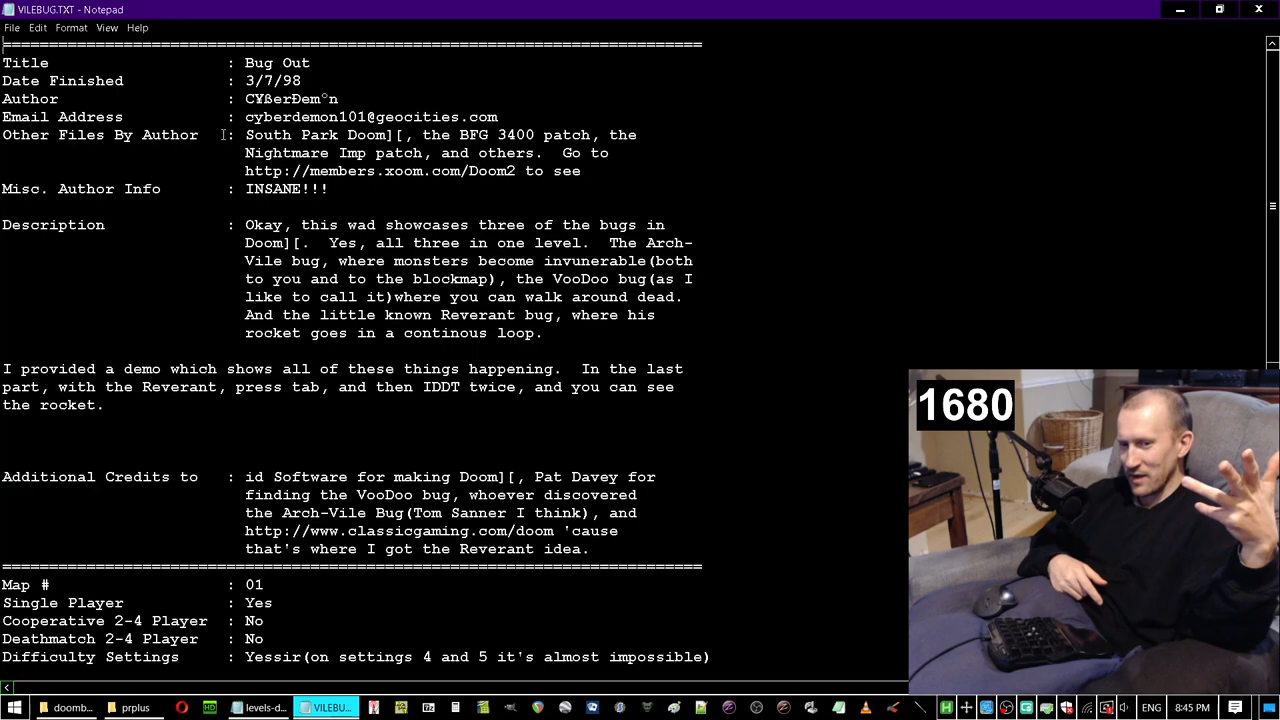 VILEBUG.TXT - Notepad
File Edit Format View Help
==============================================================================
Title : Bug Out
Date Finished : 3/7/98
Author : C¥ßerÐem°n
Email Address : cyberdemon101@geocities.com
Other Files By Author : South Park Doom][, the BFG 3400 patch, the
Nightmare Imp patch, and others. Go to
http://members.xoom.com/Doom2 to see
Misc. Author Info : INSANE!!!
Description : Okay, this wad showcases three of the bugs in
Doom][. Yes, all three in one level. The Arch-
Vile bug, where monsters become invunerable(both
to you and to the blockmap), the VooDoo bug(as I
like to call it)where you can walk around dead.
And the little known Reverant bug, where his
rocket goes in a continous loop.
I provided a demo which shows all of these things happening. In the last
part, with the Reverant, press tab, and then IDDT twice, and you can see
the rocket.
1680
Additional Credits to : id Software for making Doom][, Pat Davey for
finding the VooDoo bug, whoever discovered
the Arch-Vile Bug(Tom Sanner I think), and
http://www.classicgaming.com/doom 'cause
that's where I got the Reverant idea.
==============================================================================
Map # : 01
Single Player : Yes
Cooperative 2-4 Player : No
Deathmatch 2-4 Player : No
Difficulty Settings : Yessir(on settings 4 and 5 it's almost impossible)
doomb... prplus levels-d... VILEBU... ENG 8:45 PM